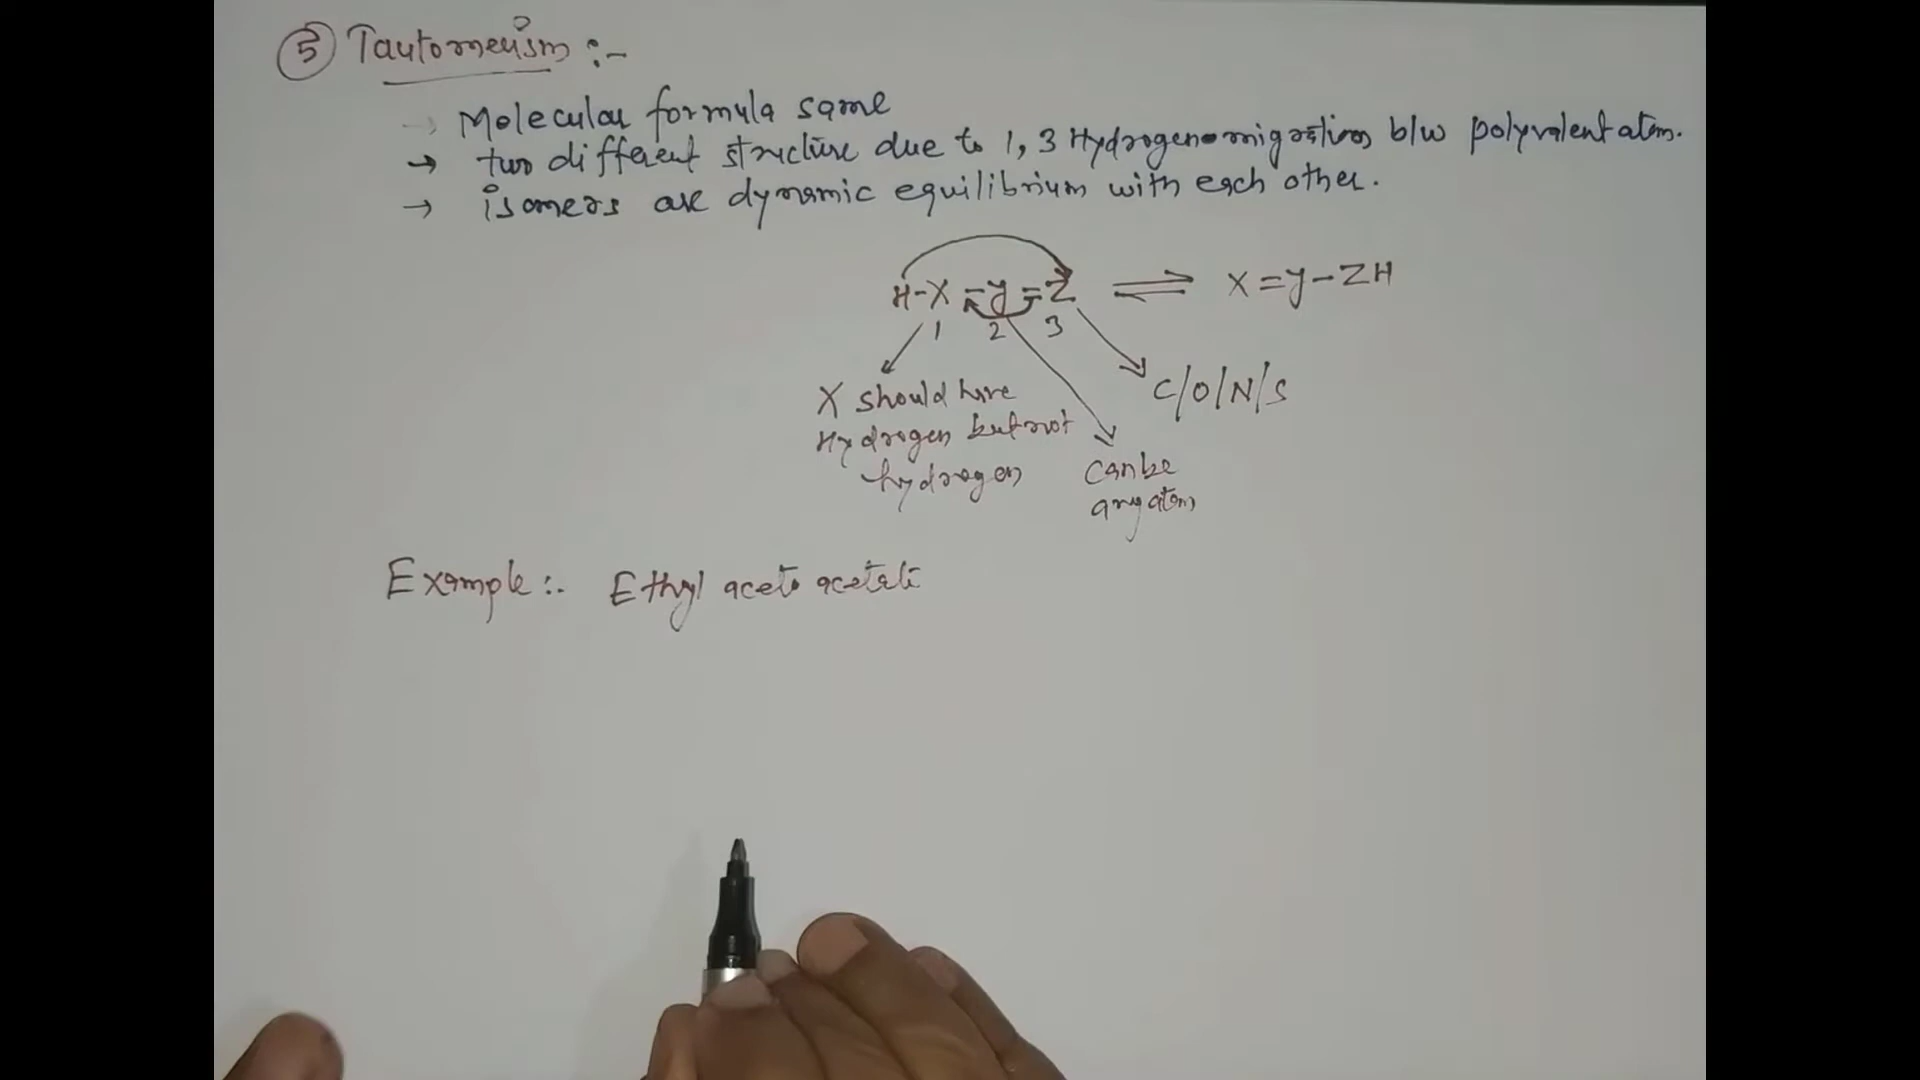 5 Tautomerism :-
→ Molecular formula same
→ two different structure due to 1, 3 Hydrogen migration b/w polyvalent atom.
→ isomers are dynamic equilibrium with each other.
H-X-Y=Z ⇌ X=Y-ZH
1 2 3
X should have Hydrogen but not hydrogen
C/O/N/S
Can be any atom
Example:- Ethyl aceto acetate